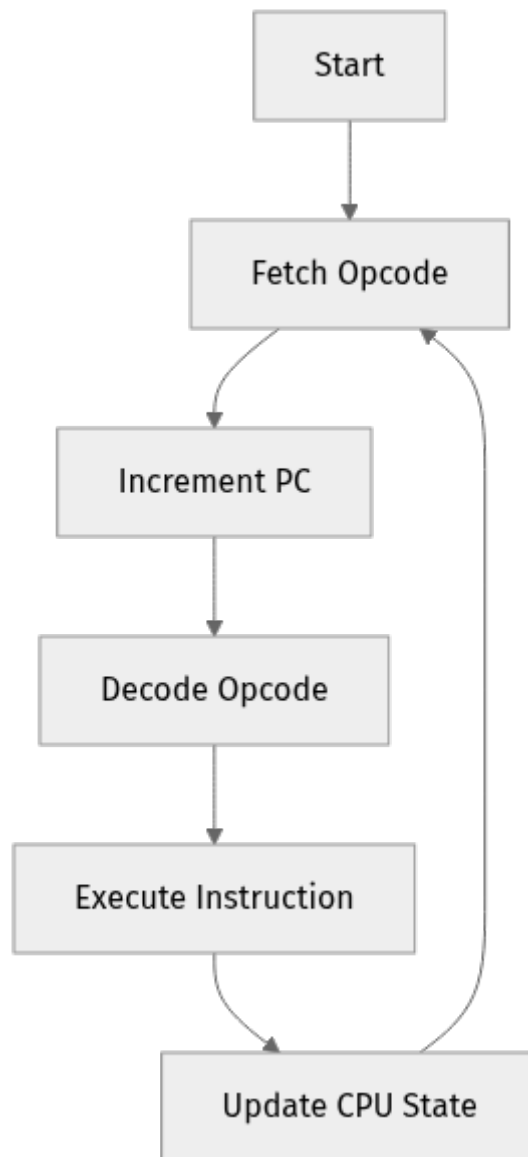 Start
Fetch Opcode
Increment PC
Decode Opcode
Execute Instruction
Update CPU State